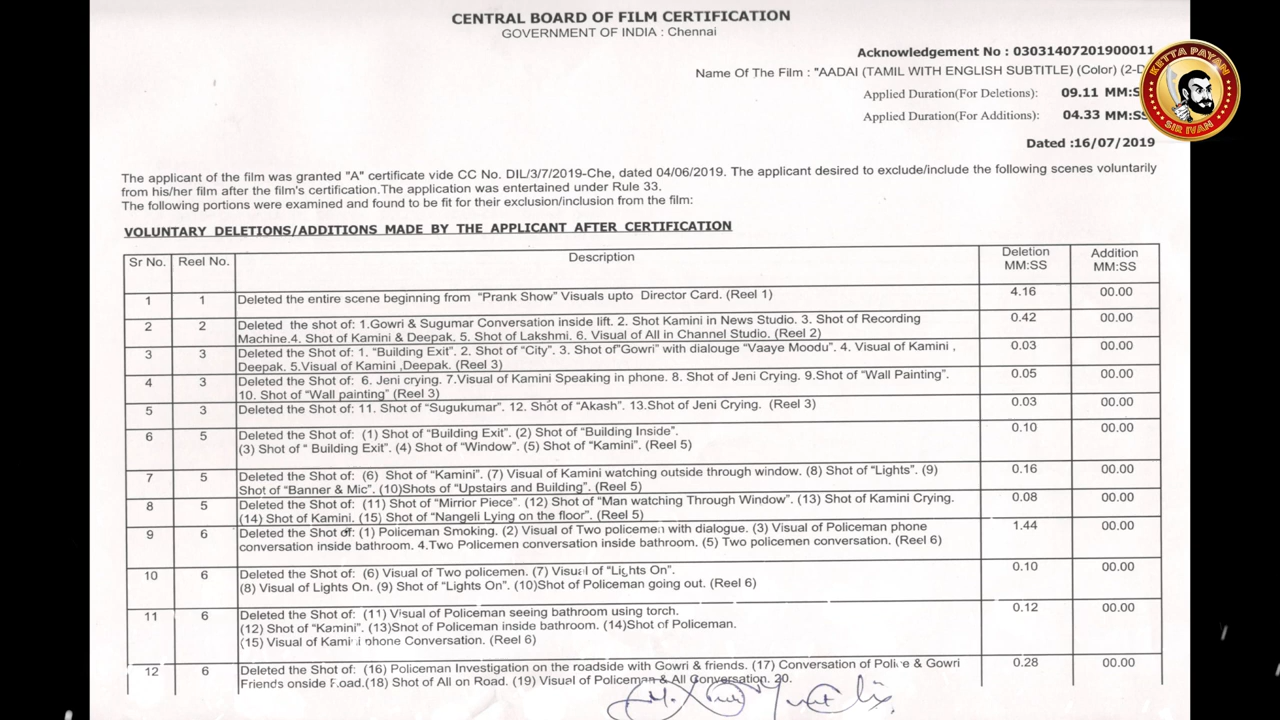 CENTRAL BOARD OF FILM CERTIFICATION
GOVERNMENT OF INDIA : Chennai
Acknowledgement No : 03031407201900011
Name Of The Film : "AADAI (TAMIL WITH ENGLISH SUBTITLE) (Color) (2-D
Applied Duration(For Deletions): 09.11 MM:S
Applied Duration(For Additions): 04.33 MM:SS
Dated :16/07/2019
KETTA PAYAN
SIR IVAN
The applicant of the film was granted "A" certificate vide CC No. DIL/3/7/2019-Che, dated 04/06/2019. The applicant desired to exclude/include the following scenes voluntarily
from his/her film after the film's certification.The application was entertained under Rule 33.
The following portions were examined and found to be fit for their exclusion/inclusion from the film:
VOLUNTARY DELETIONS/ADDITIONS MADE BY THE APPLICANT AFTER CERTIFICATION
Sr No. Reel No. Description Deletion MM:SS Addition MM:SS
1 1 Deleted the entire scene beginning from "Prank Show" Visuals upto Director Card. (Reel 1) 4.16 00.00
2 2 Deleted the shot of: 1.Gowri & Sugumar Conversation inside lift. 2. Shot Kamini in News Studio. 3. Shot of Recording 0.42 00.00
Machine.4. Shot of Kamini & Deepak. 5. Shot of Lakshmi. 6. Visual of All in Channel Studio. (Reel 2)
3 3 Deleted the Shot of: 1. "Building Exit". 2. Shot of "City". 3. Shot of"Gowri" with dialouge "Vaaye Moodu". 4. Visual of Kamini , 0.03 00.00
Deepak. 5.Visual of Kamini ,Deepak. (Reel 3)
4 3 Deleted the Shot of: 6. Jeni crying. 7.Visual of Kamini Speaking in phone. 8. Shot of Jeni Crying. 9.Shot of "Wall Painting". 0.05 00.00
10. Shot of "Wall painting" (Reel 3)
5 3 Deleted the Shot of: 11. Shot of "Sugukumar". 12. Shot of "Akash". 13.Shot of Jeni Crying. (Reel 3) 0.03 00.00
6 5 Deleted the Shot of: (1) Shot of "Building Exit". (2) Shot of "Building Inside". 0.10 00.00
(3) Shot of " Building Exit". (4) Shot of "Window". (5) Shot of "Kamini". (Reel 5)
7 5 Deleted the Shot of: (6) Shot of "Kamini". (7) Visual of Kamini watching outside through window. (8) Shot of "Lights". (9) 0.16 00.00
Shot of "Banner & Mic". (10)Shots of "Upstairs and Building". (Reel 5)
8 5 Deleted the Shot of: (11) Shot of "Mirrior Piece". (12) Shot of "Man watching Through Window". (13) Shot of Kamini Crying. 0.08 00.00
(14) Shot of Kamini. (15) Shot of "Nangeli Lying on the floor". (Reel 5)
9 6 Deleted the Shot of: (1) Policeman Smoking. (2) Visual of Two policemen with dialogue. (3) Visual of Policeman phone 1.44 00.00
conversation inside bathroom. 4.Two Policemen conversation inside bathroom. (5) Two policemen conversation. (Reel 6)
10 6 Deleted the Shot of: (6) Visual of Two policemen. (7) Visual of "Lights On". 0.10 00.00
(8) Visual of Lights On. (9) Shot of "Lights On". (10)Shot of Policeman going out. (Reel 6)
11 6 Deleted the Shot of: (11) Visual of Policeman seeing bathroom using torch. 0.12 00.00
(12) Shot of "Kamini". (13)Shot of Policeman inside bathroom. (14)Shot of Policeman.
(15) Visual of Kamini phone Conversation. (Reel 6)
12 6 Deleted the Shot of: (16) Policeman Investigation on the roadside with Gowri & friends. (17) Conversation of Police & Gowri 0.28 00.00
Friends onside Road.(18) Shot of All on Road. (19) Visual of Policeman & All Conversation. 20.